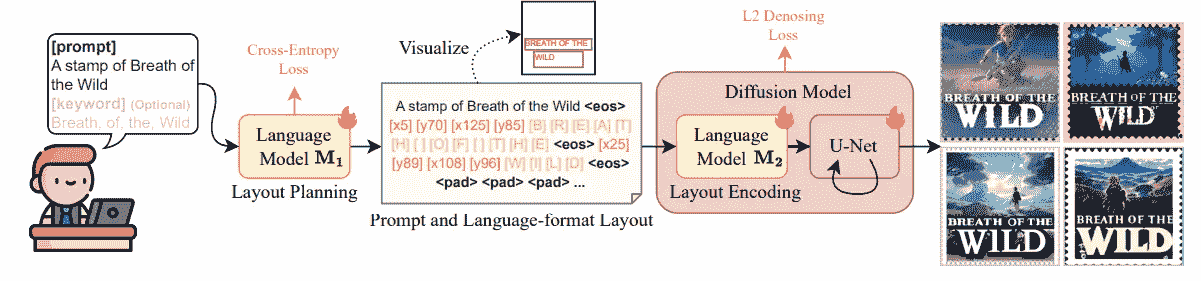 [prompt]
A stamp of Breath of
the Wild
[keyword] (Optional)
Breath, of, the, Wild
Cross-Entropy
Loss
Language
Model M₁
Layout Planning
Visualize
BREATH OF THE
WILD
A stamp of Breath of the Wild <eos>
[x5] [y70] [x125] [y85] [B] [R] [E] [A] [T]
[H] [ ] [O] [F] [ ] [T] [H] [E] <eos> [x25]
[y89] [x108] [y96] [W] [I] [L] [D] <eos>
<pad> <pad> <pad> ...
Prompt and Language-format Layout
L2 Denosing
Loss
Diffusion Model
Language
Model M₂
Layout Encoding
U-Net
BREATH OF THE
WILD
BREATH OF THE
WILD
BREATH OF THE
WILD
BREATH OF THE
WILD